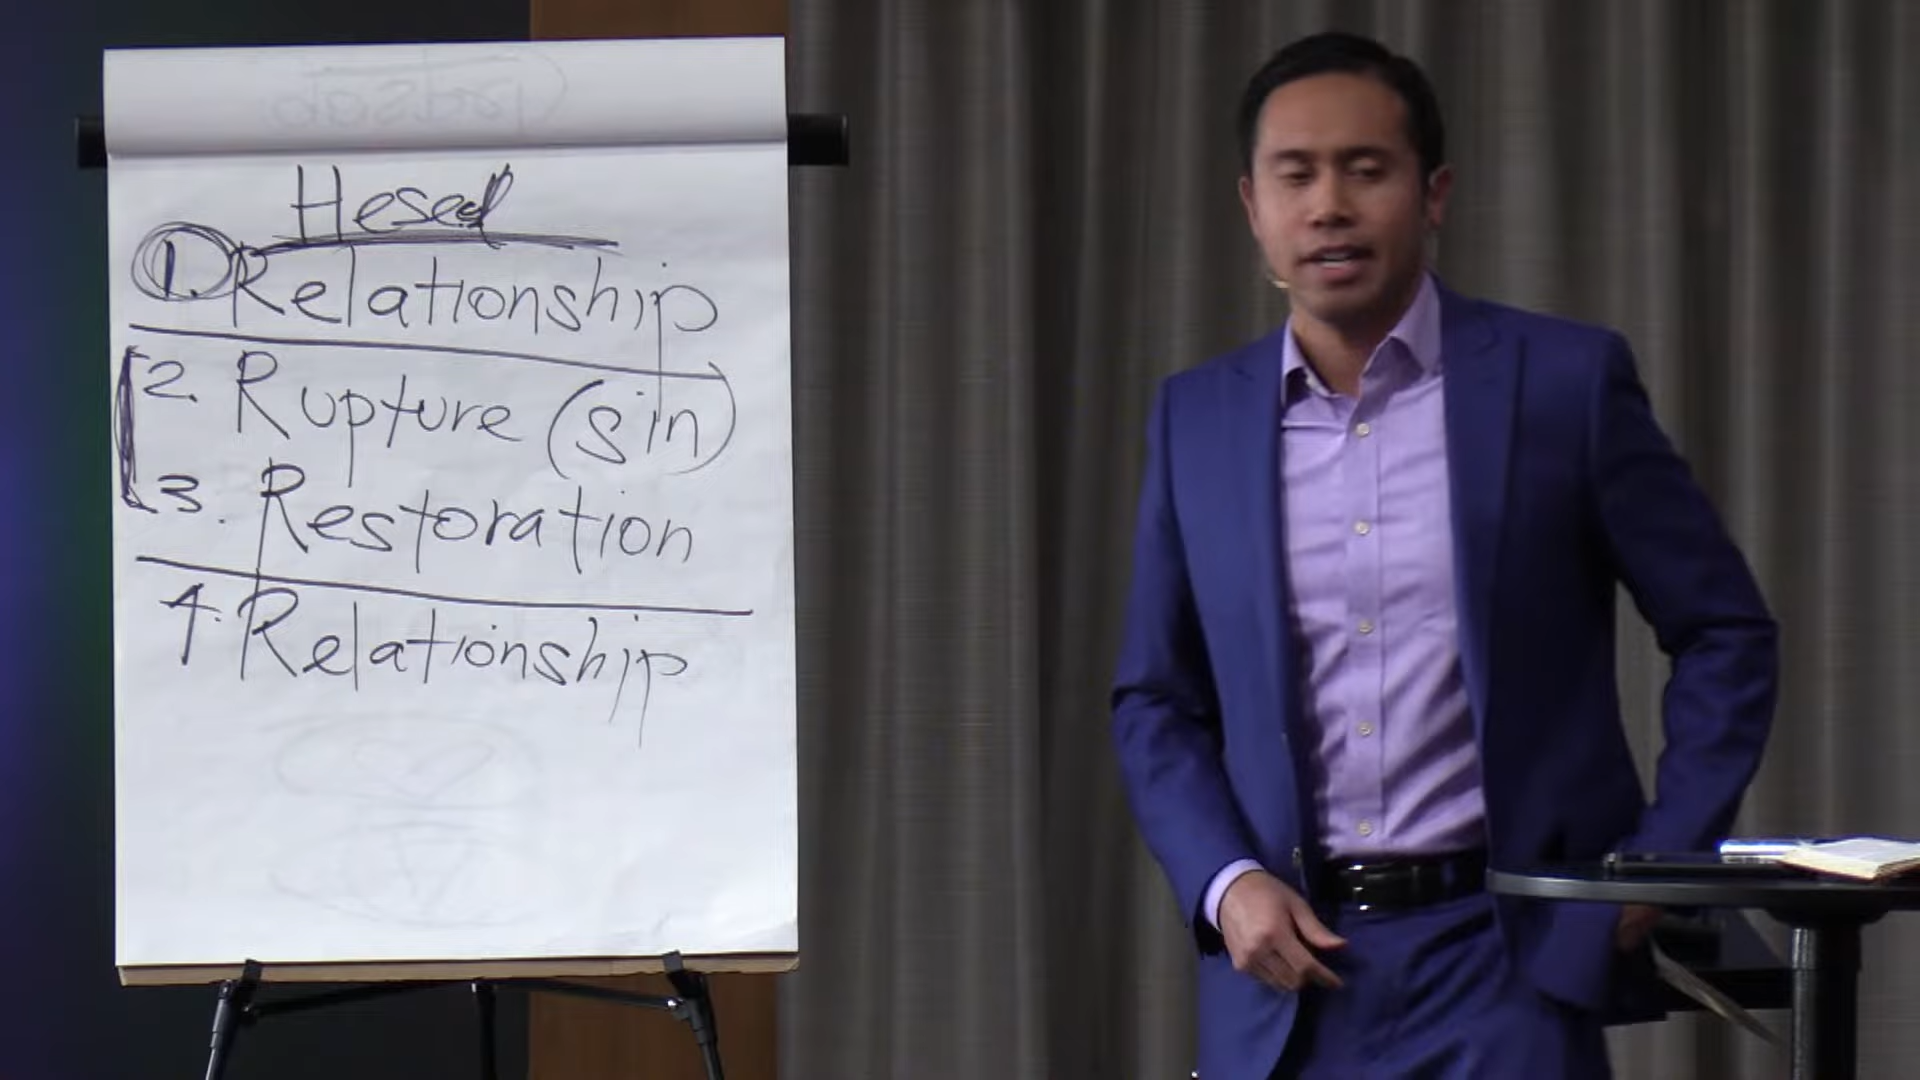 Hesed
1. Relationship
2. Rupture (sin)
3. Restoration
4. Relationship